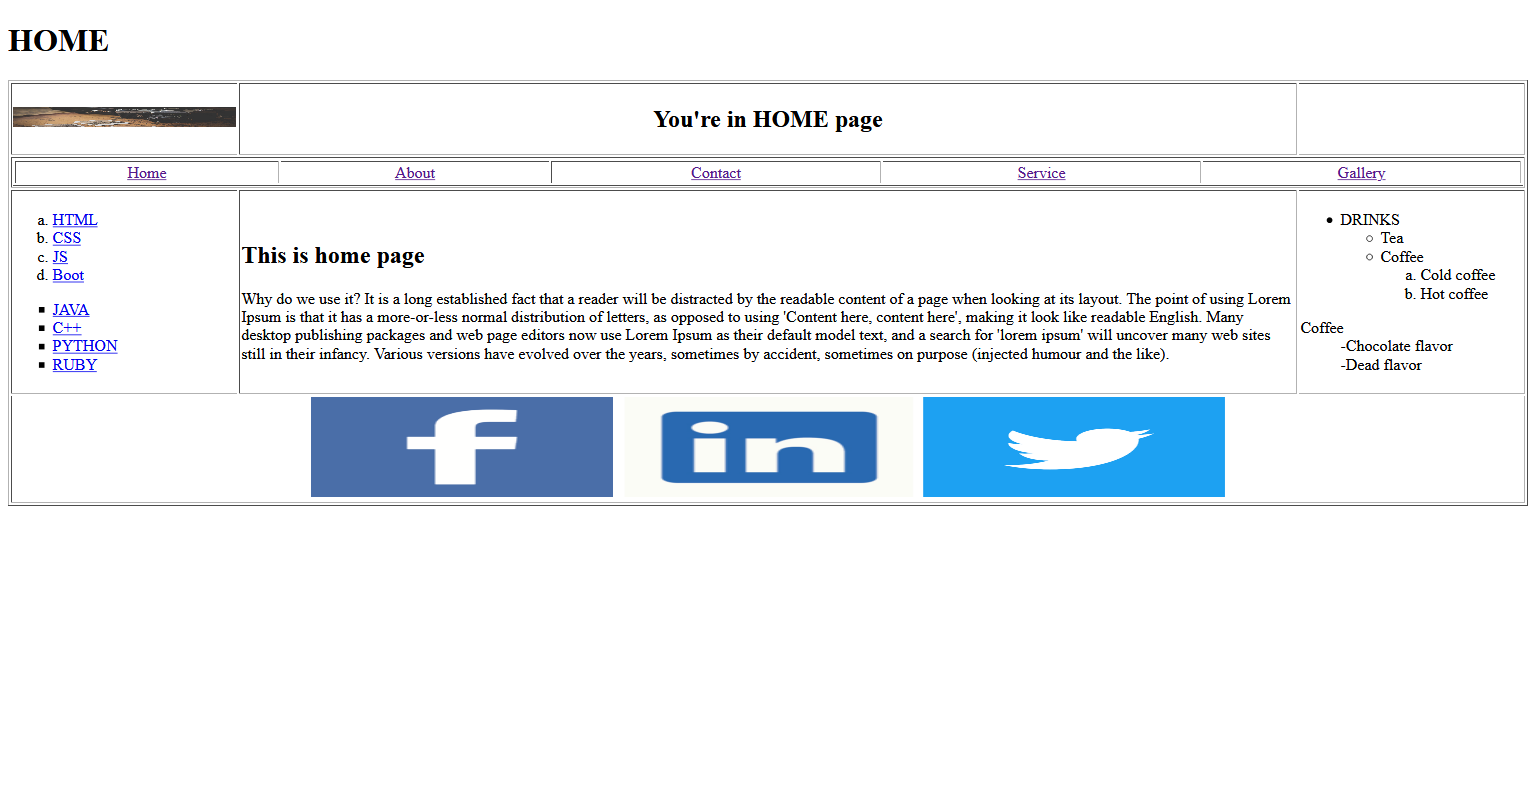 HOME
You're in HOME page
Home About Contact Service Gallery
a. HTML
b. CSS
c. JS
d. Boot
JAVA
C++
PYTHON
RUBY
This is home page
Why do we use it? It is a long established fact that a reader will be distracted by the readable content of a page when looking at its layout. The point of using Lorem
Ipsum is that it has a more-or-less normal distribution of letters, as opposed to using 'Content here, content here', making it look like readable English. Many
desktop publishing packages and web page editors now use Lorem Ipsum as their default model text, and a search for 'lorem ipsum' will uncover many web sites
still in their infancy. Various versions have evolved over the years, sometimes by accident, sometimes on purpose (injected humour and the like).
DRINKS
Tea
Coffee
a. Cold coffee
b. Hot coffee
Coffee
-Chocolate flavor
-Dead flavor
f
in